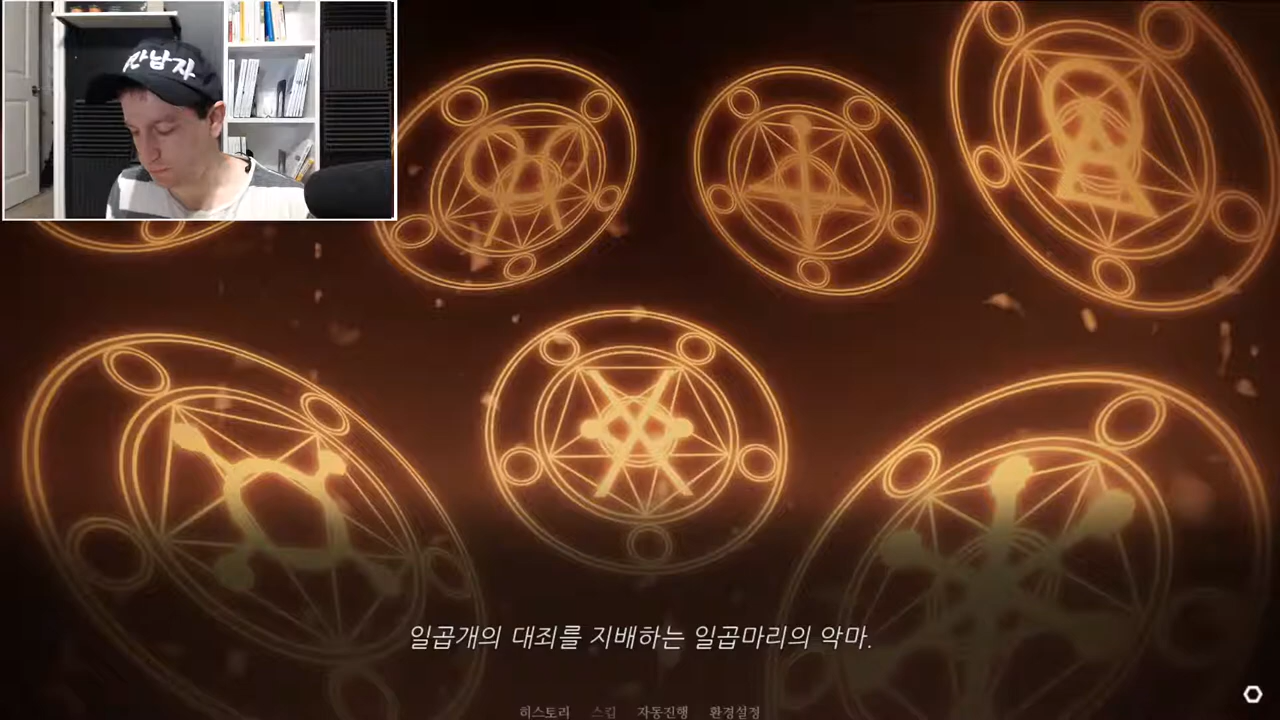 만남자
일곱개의 대죄를 지배하는 일곱마리의 악마.
히스토리 스킵 자동진행 환경설정